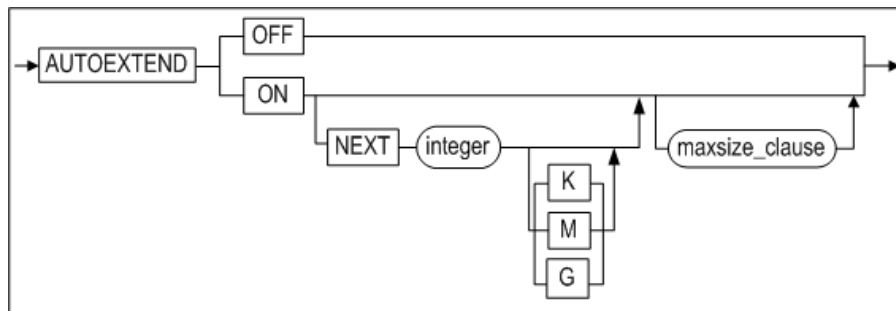 OFF
AUTOEXTEND
ON
NEXT integer maxsize_clause
K
M
G